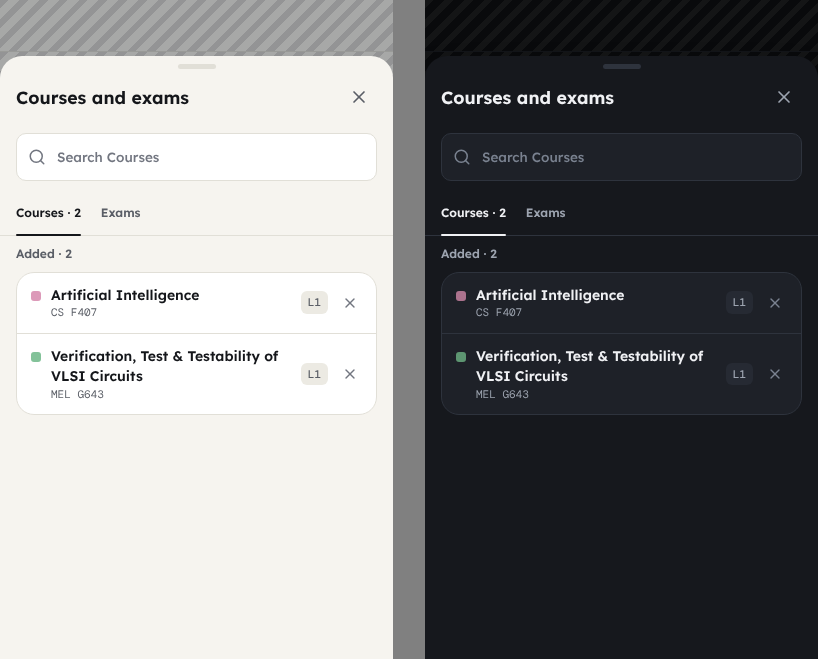 Courses and exams
Search Courses
Courses · 2 Exams
Added · 2
Artificial Intelligence
CS F407
L1
Verification, Test & Testability of
VLSI Circuits
MEL G643
L1
Courses and exams
Search Courses
Courses · 2 Exams
Added · 2
Artificial Intelligence
CS F407
L1
Verification, Test & Testability of
VLSI Circuits
MEL G643
L1